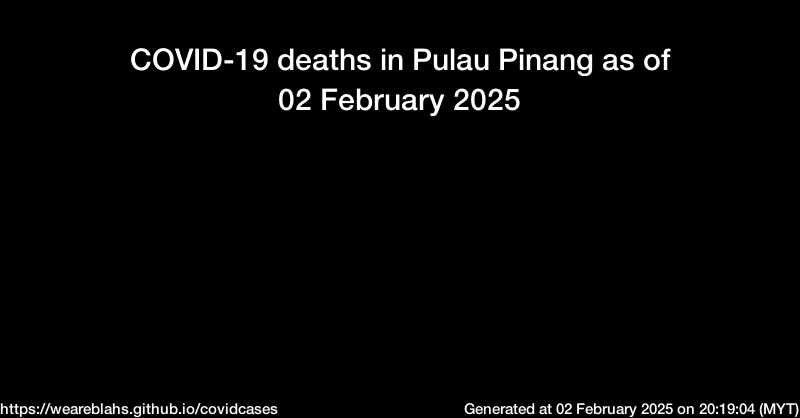 COVID-19 deaths in Pulau Pinang as of
02 February 2025
https://weareblahs.github.io/covidcases
Generated at 02 February 2025 on 20:19:04 (MYT)